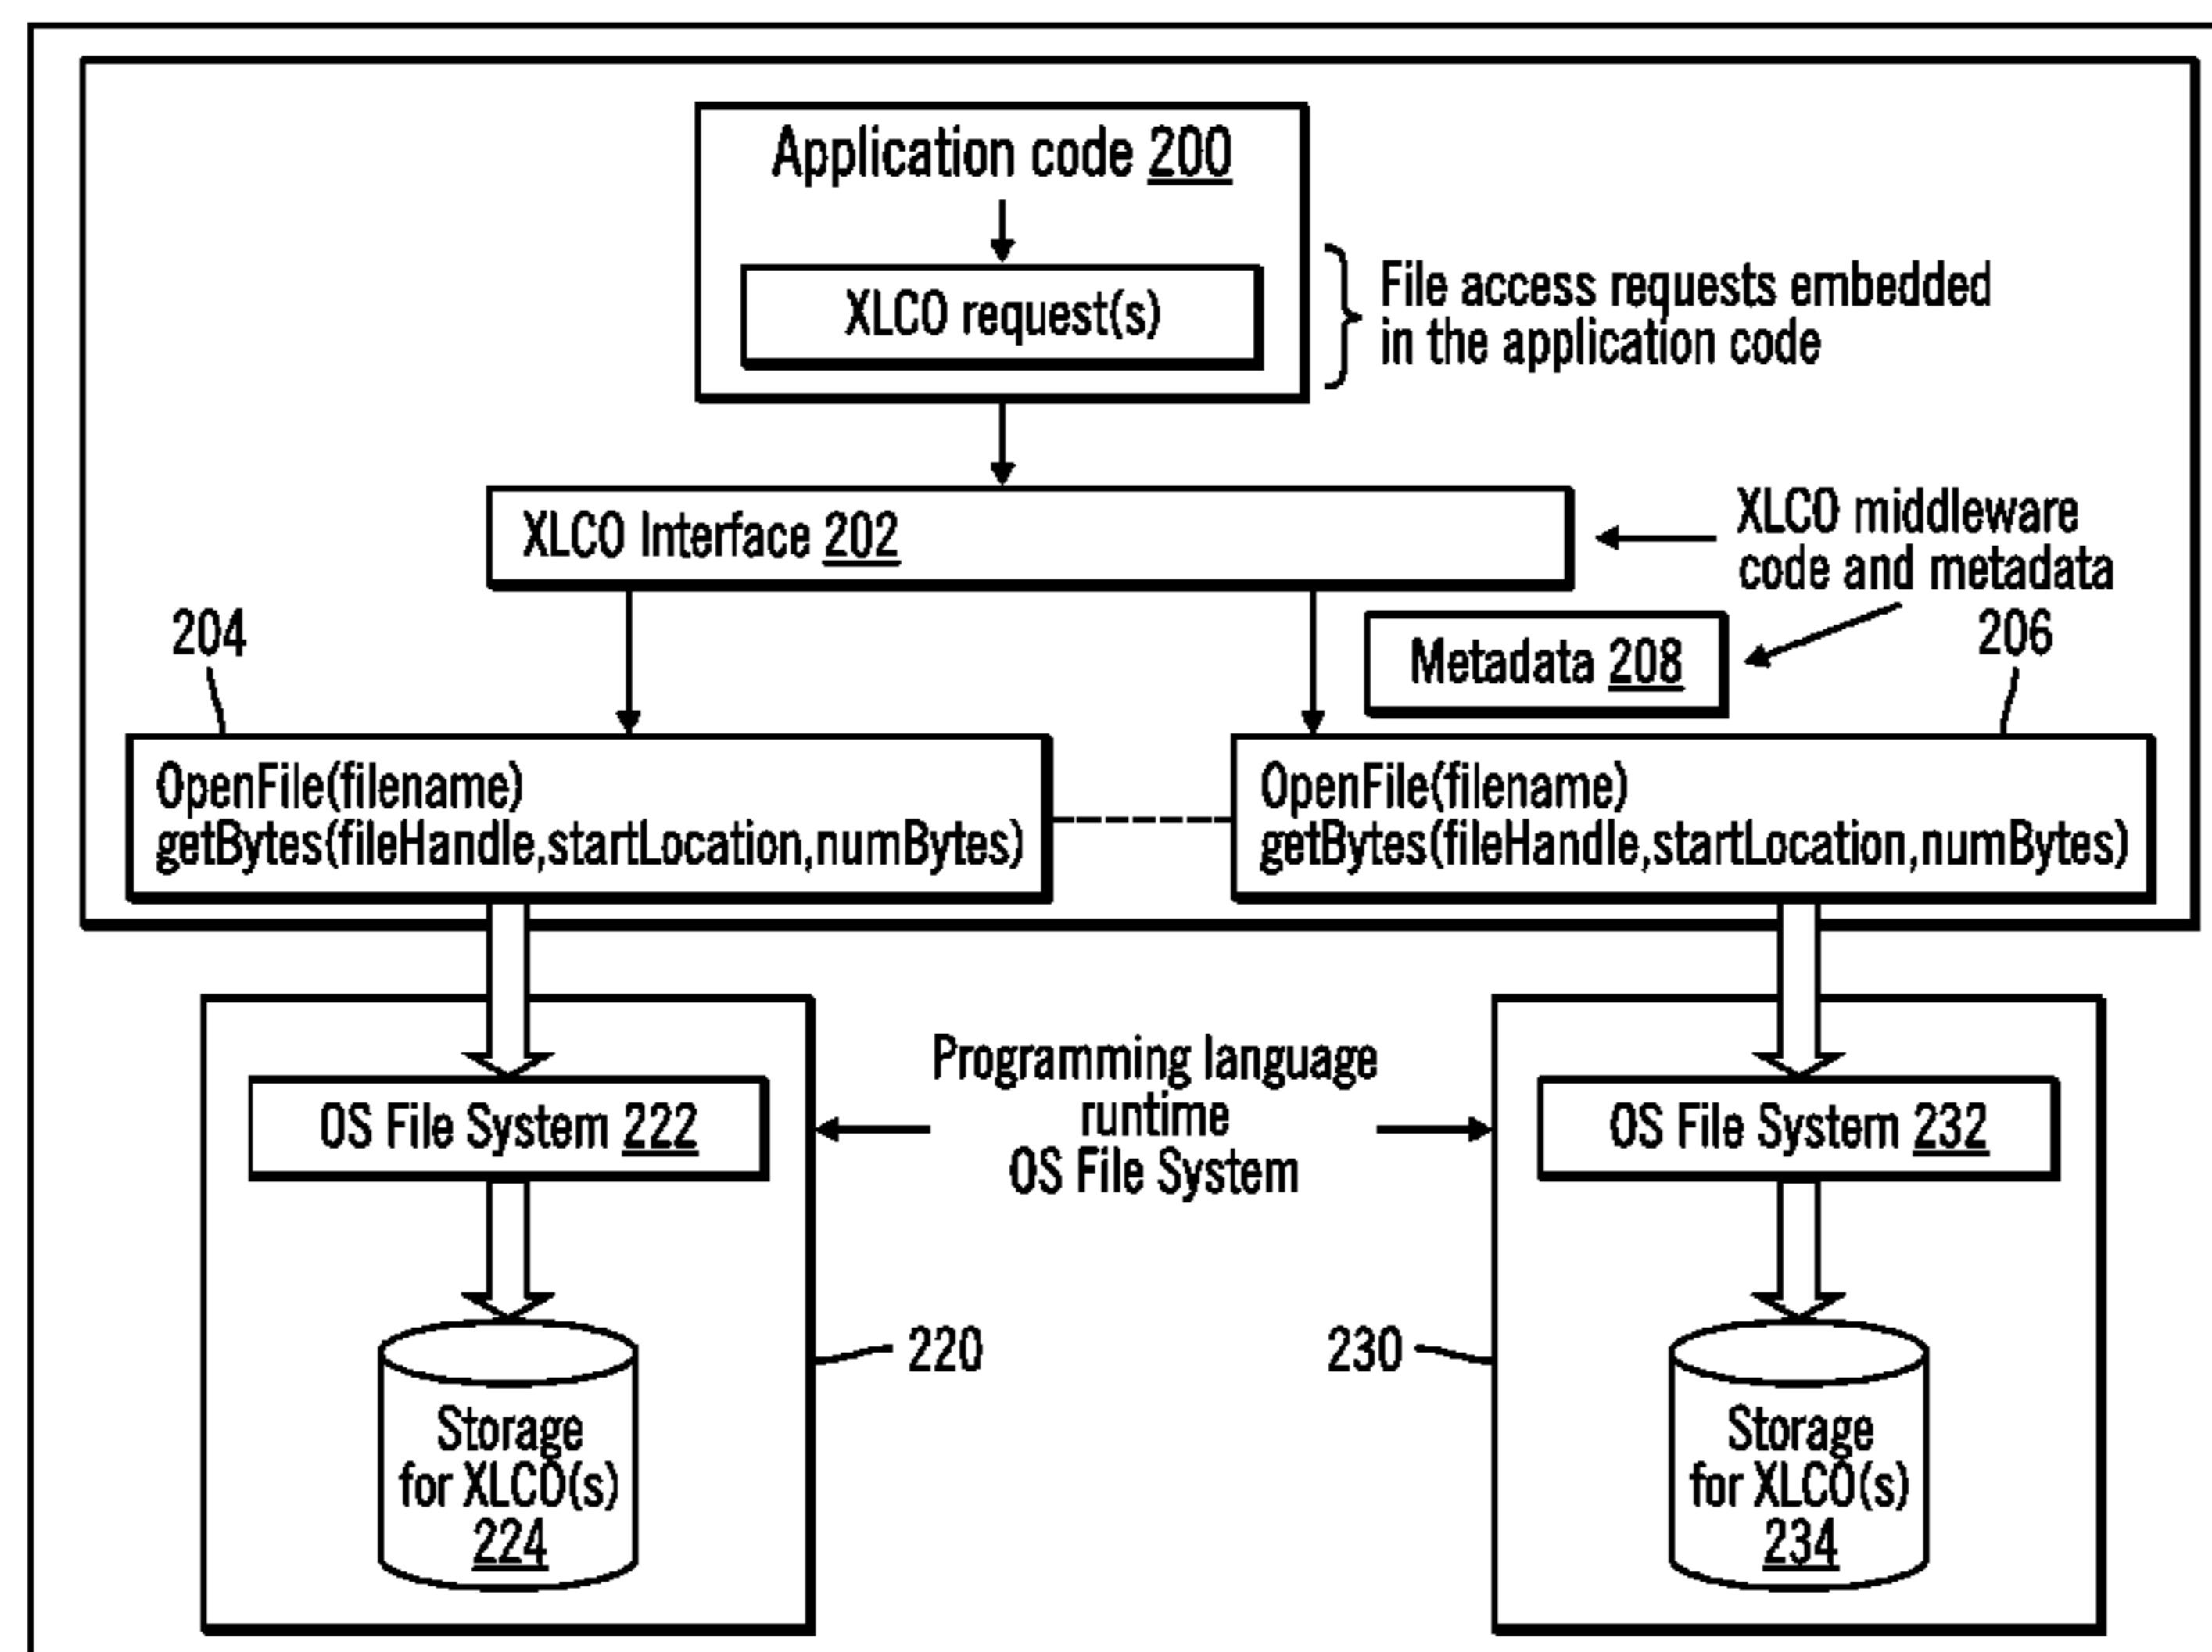 Application code 200
XLCO request(s)
File access requests embedded
in the application code
XLCO Interface 202
XLCO middleware
code and metadata
204
Metadata 208
206
OpenFile(filename)
getBytes(fileHandle,startLocation,numBytes)
OpenFile(filename)
getBytes(fileHandle,startLocation,numBytes)
Programming language
runtime
OS File System
OS File System 222
OS File System 232
220
230
Storage
for XLCO(s)
224
Storage
for XLCO(s)
234